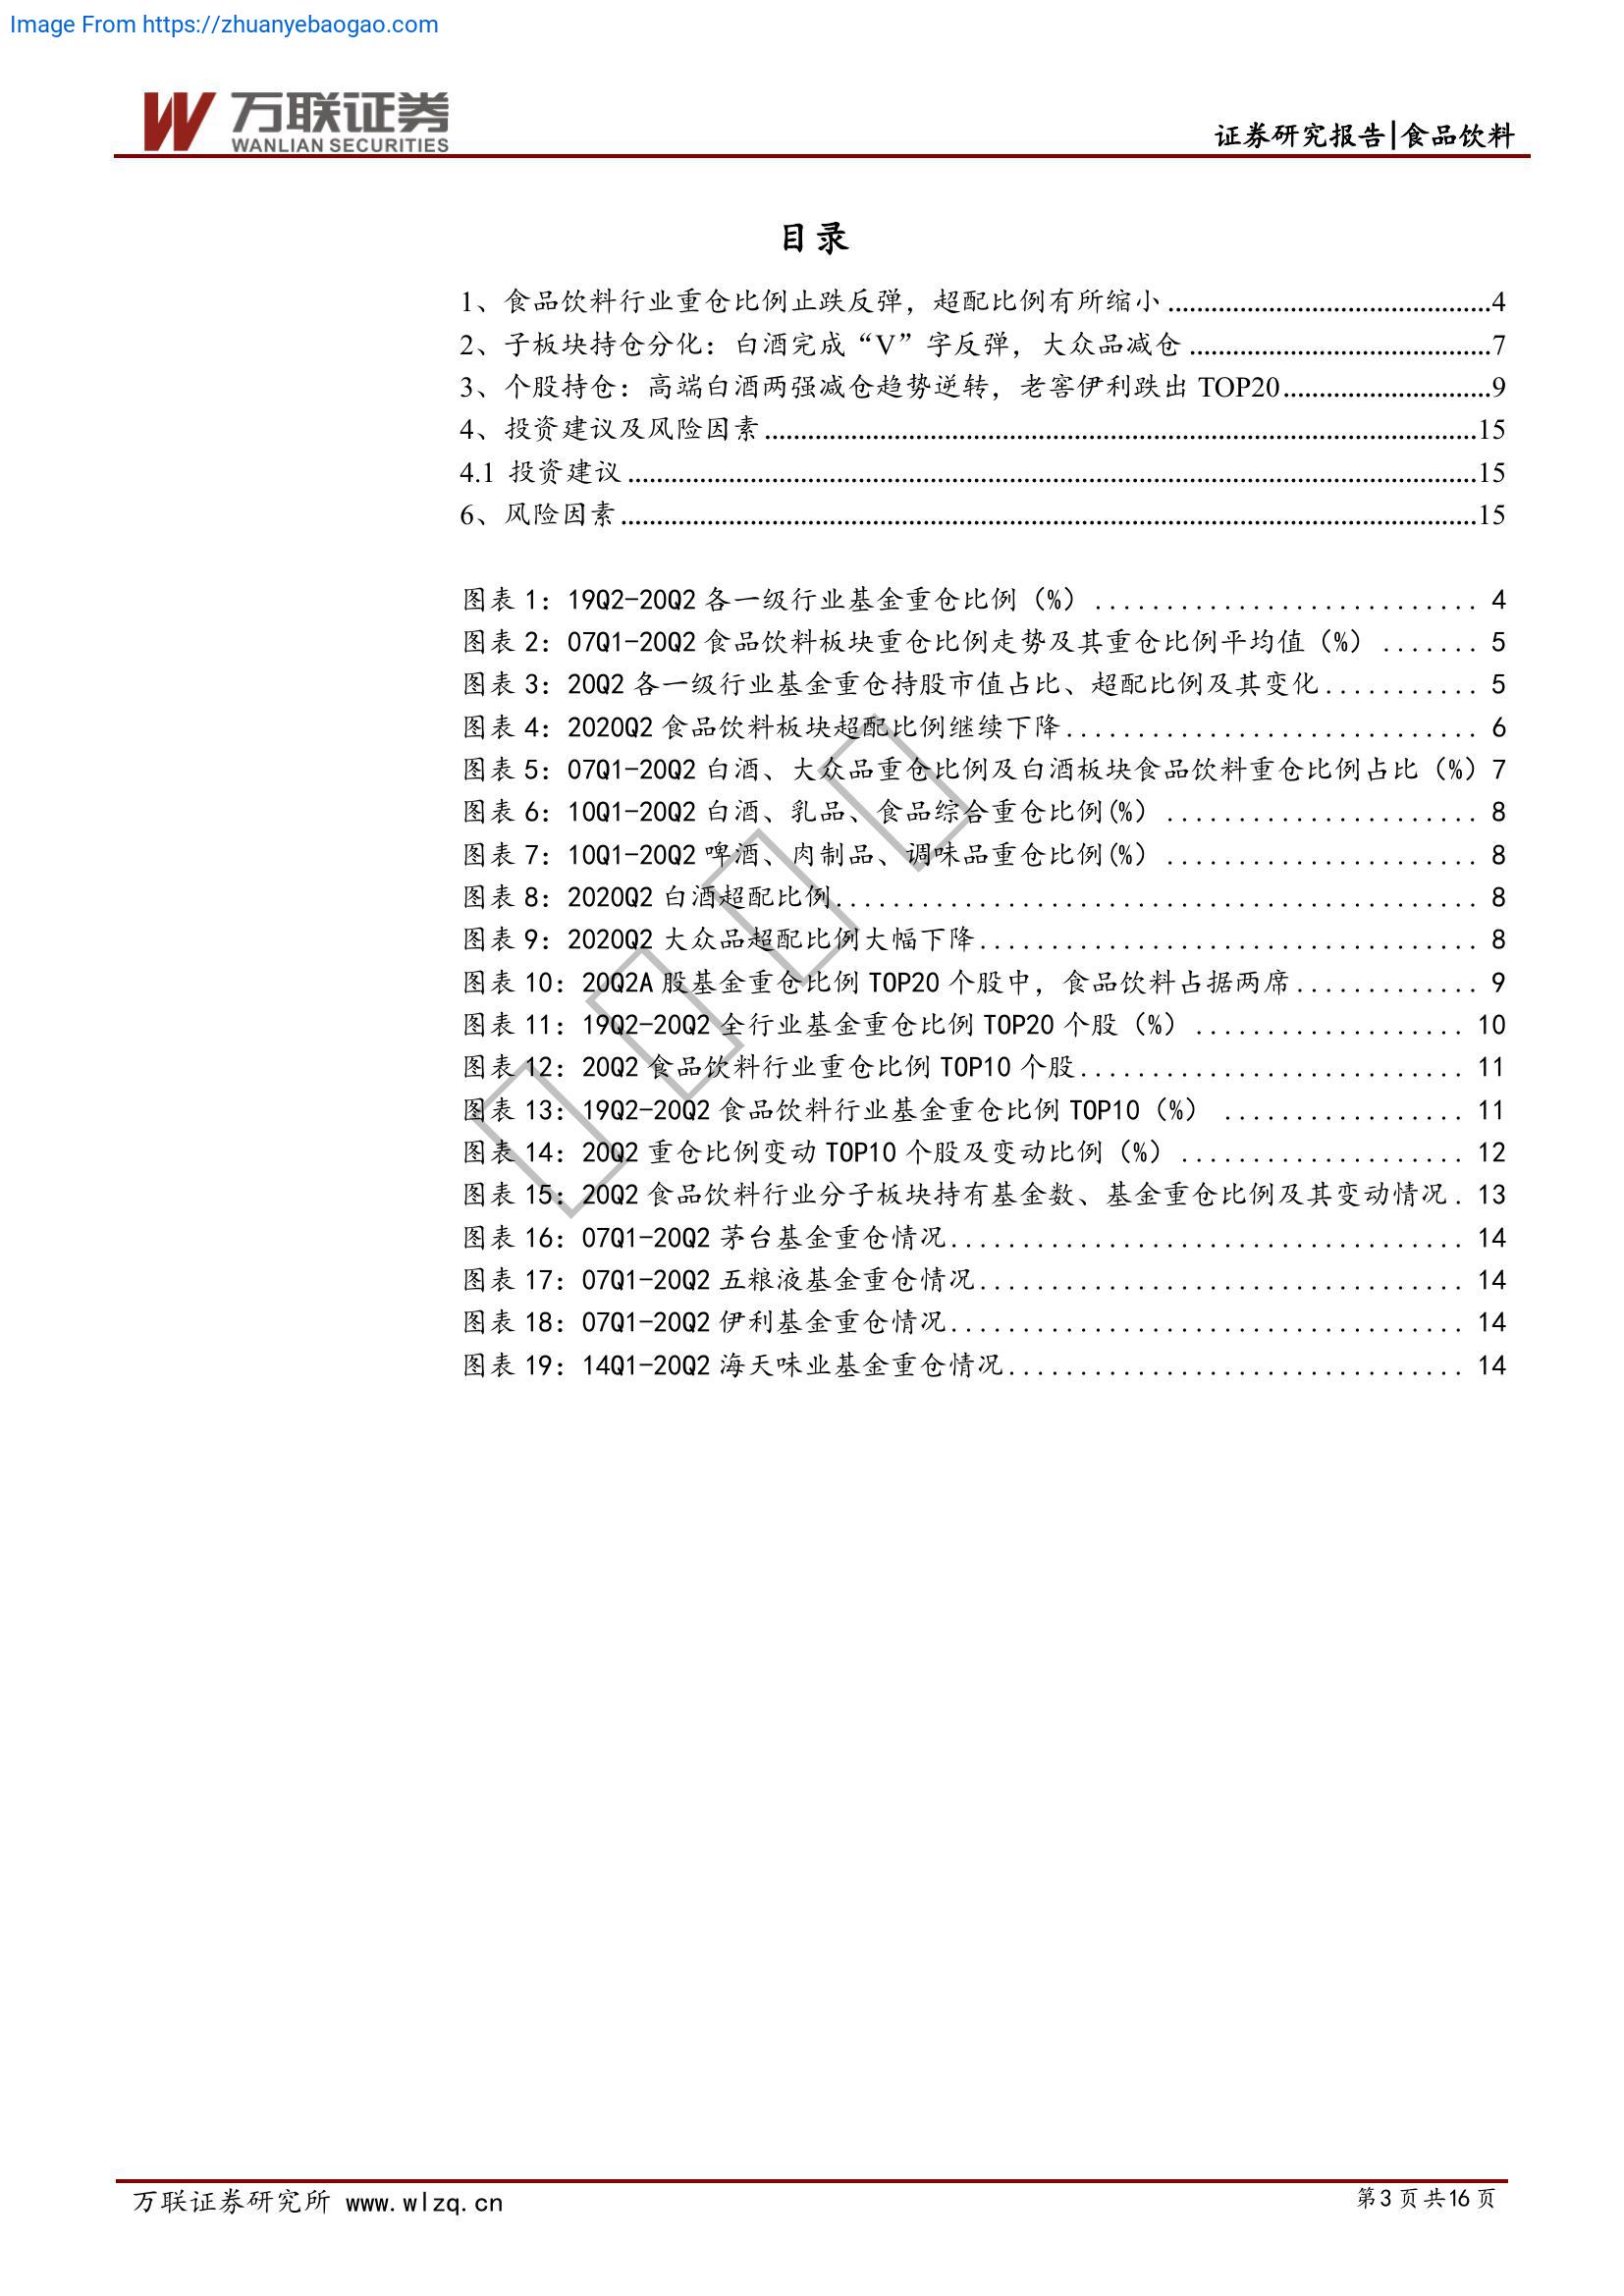 Image From https://zhuanyebaogao.com
万联证券
WANLIAN SECURITIES
证券研究报告|食品饮料
目录
1、食品饮料行业重仓比例止跌反弹，超配比例有所缩小............................................4
2、子板块持仓分化：白酒完成“V”字反弹，大众品减仓.........................................7
3、个股持仓：高端白酒两强减仓趋势逆转，老窖伊利跌出 TOP20............................9
4、投资建议及风险因素..................................................................................................15
4.1 投资建议.....................................................................................................................15
6、风险因素......................................................................................................................15
图表 1：19Q2-20Q2 各一级行业基金重仓比例（%）........................... 4
图表 2：07Q1-20Q2 食品饮料板块重仓比例走势及其重仓比例平均值（%）....... 5
图表 3：20Q2 各一级行业基金重仓持股市值占比、超配比例及其变化........... 5
图表 4：2020Q2 食品饮料板块超配比例继续下降............................. 6
图表 5：07Q1-20Q2 白酒、大众品重仓比例及白酒板块食品饮料重仓比例占比（%）7
图表 6：10Q1-20Q2 白酒、乳品、食品综合重仓比例(%)...................... 8
图表 7：10Q1-20Q2 啤酒、肉制品、调味品重仓比例(%)...................... 8
图表 8：2020Q2 白酒超配比例............................................. 8
图表 9：2020Q2 大众品超配比例大幅下降................................... 8
图表 10：20Q2A 股基金重仓比例 TOP20 个股中，食品饮料占据两席............. 9
图表 11：19Q2-20Q2 全行业基金重仓比例 TOP20 个股（%）................... 10
图表 12：20Q2 食品饮料行业重仓比例 TOP10 个股........................... 11
图表 13：19Q2-20Q2 食品饮料行业基金重仓比例 TOP10（%）................. 11
图表 14：20Q2 重仓比例变动 TOP10 个股及变动比例（%）.................... 12
图表 15：20Q2 食品饮料行业分子板块持有基金数、基金重仓比例及其变动情况. 13
图表 16：07Q1-20Q2 茅台基金重仓情况.................................... 14
图表 17：07Q1-20Q2 五粮液基金重仓情况.................................. 14
图表 18：07Q1-20Q2 伊利基金重仓情况.................................... 14
图表 19：14Q1-20Q2 海天味业基金重仓情况................................ 14
万联证券研究所 www.wlzq.cn
第3 页共16 页